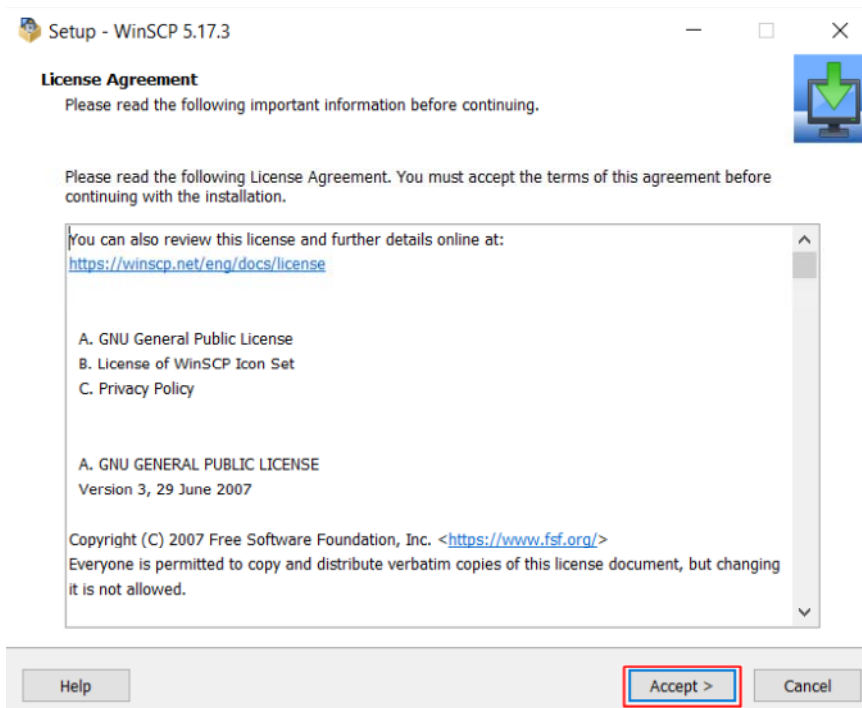 Setup - WinSCP 5.17.3
License Agreement
Please read the following important information before continuing.
Please read the following License Agreement. You must accept the terms of this agreement before
continuing with the installation.
You can also review this license and further details online at:
https://winscp.net/eng/docs/license
A. GNU General Public License
B. License of WinSCP Icon Set
C. Privacy Policy
A. GNU GENERAL PUBLIC LICENSE
Version 3, 29 June 2007
Copyright (C) 2007 Free Software Foundation, Inc. <https://www.fsf.org/>
Everyone is permitted to copy and distribute verbatim copies of this license document, but changing
it is not allowed.
Help
Accept >
Cancel